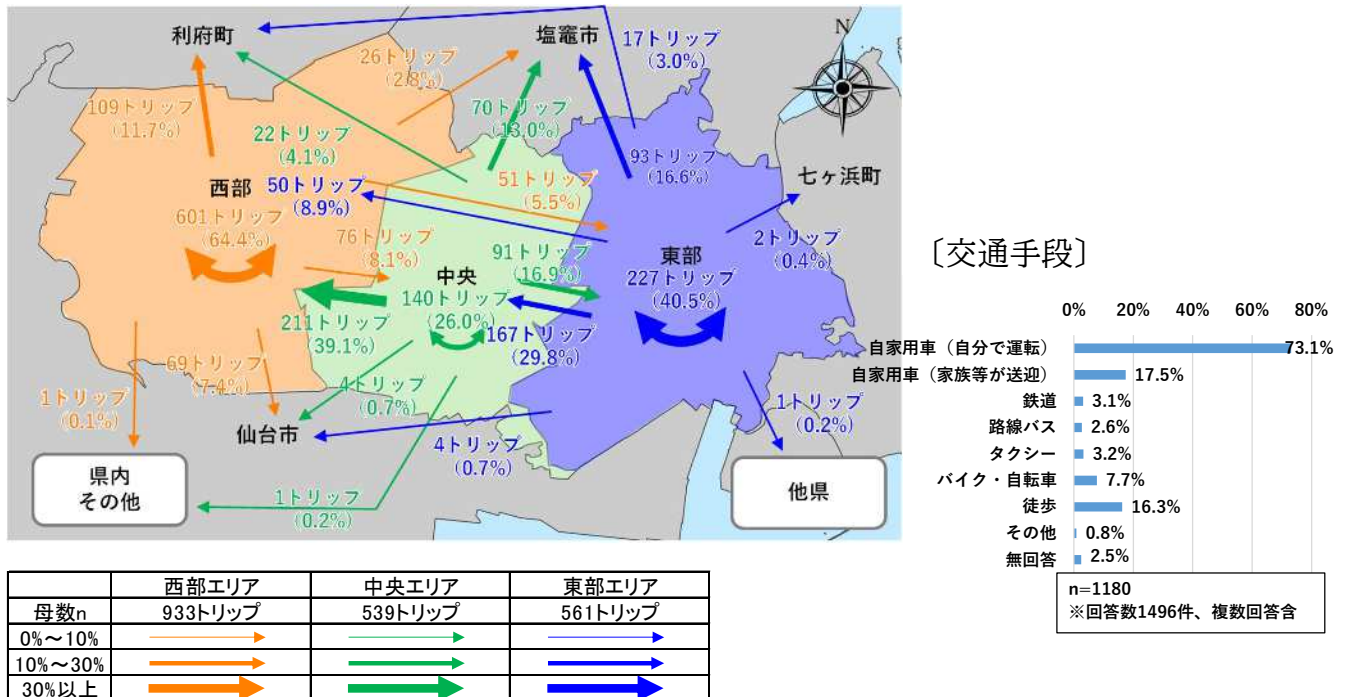 利府町
塩竈市
17トリップ
(3.0%)
N
26トリップ
(2.8%)
109トリップ
(11.7%)
70トリップ
(13.0%)
22トリップ
(4.1%)
93トリップ
(16.6%)
西部
50トリップ
(8.9%)
51トリップ
(5.5%)
七ヶ浜町
601トリップ
(64.4%)
76トリップ
(8.1%)
91トリップ
(16.9%)
2トリップ
(0.4%)
中央
東部
140トリップ
(26.0%)
227トリップ
(40.5%)
211トリップ
(39.1%)
167トリップ
(29.8%)
69トリップ
(7.4%)
4トリップ
(0.7%)
1トリップ
(0.1%)
1トリップ
(0.2%)
仙台市
4トリップ
(0.7%)
県内
その他
1トリップ
(0.2%)
他県
〔交通手段〕
0% 20% 40% 60% 80%
自家用車（自分で運転） 73.1%
自家用車（家族等が送迎） 17.5%
鉄道 3.1%
路線バス 2.6%
タクシー 3.2%
バイク・自転車 7.7%
徒歩 16.3%
その他 0.8%
無回答 2.5%
n=1180
※回答数1496件、複数回答含
西部エリア 中央エリア 東部エリア
母数n 933トリップ 539トリップ 561トリップ
0%～10%
10%～30%
30%以上